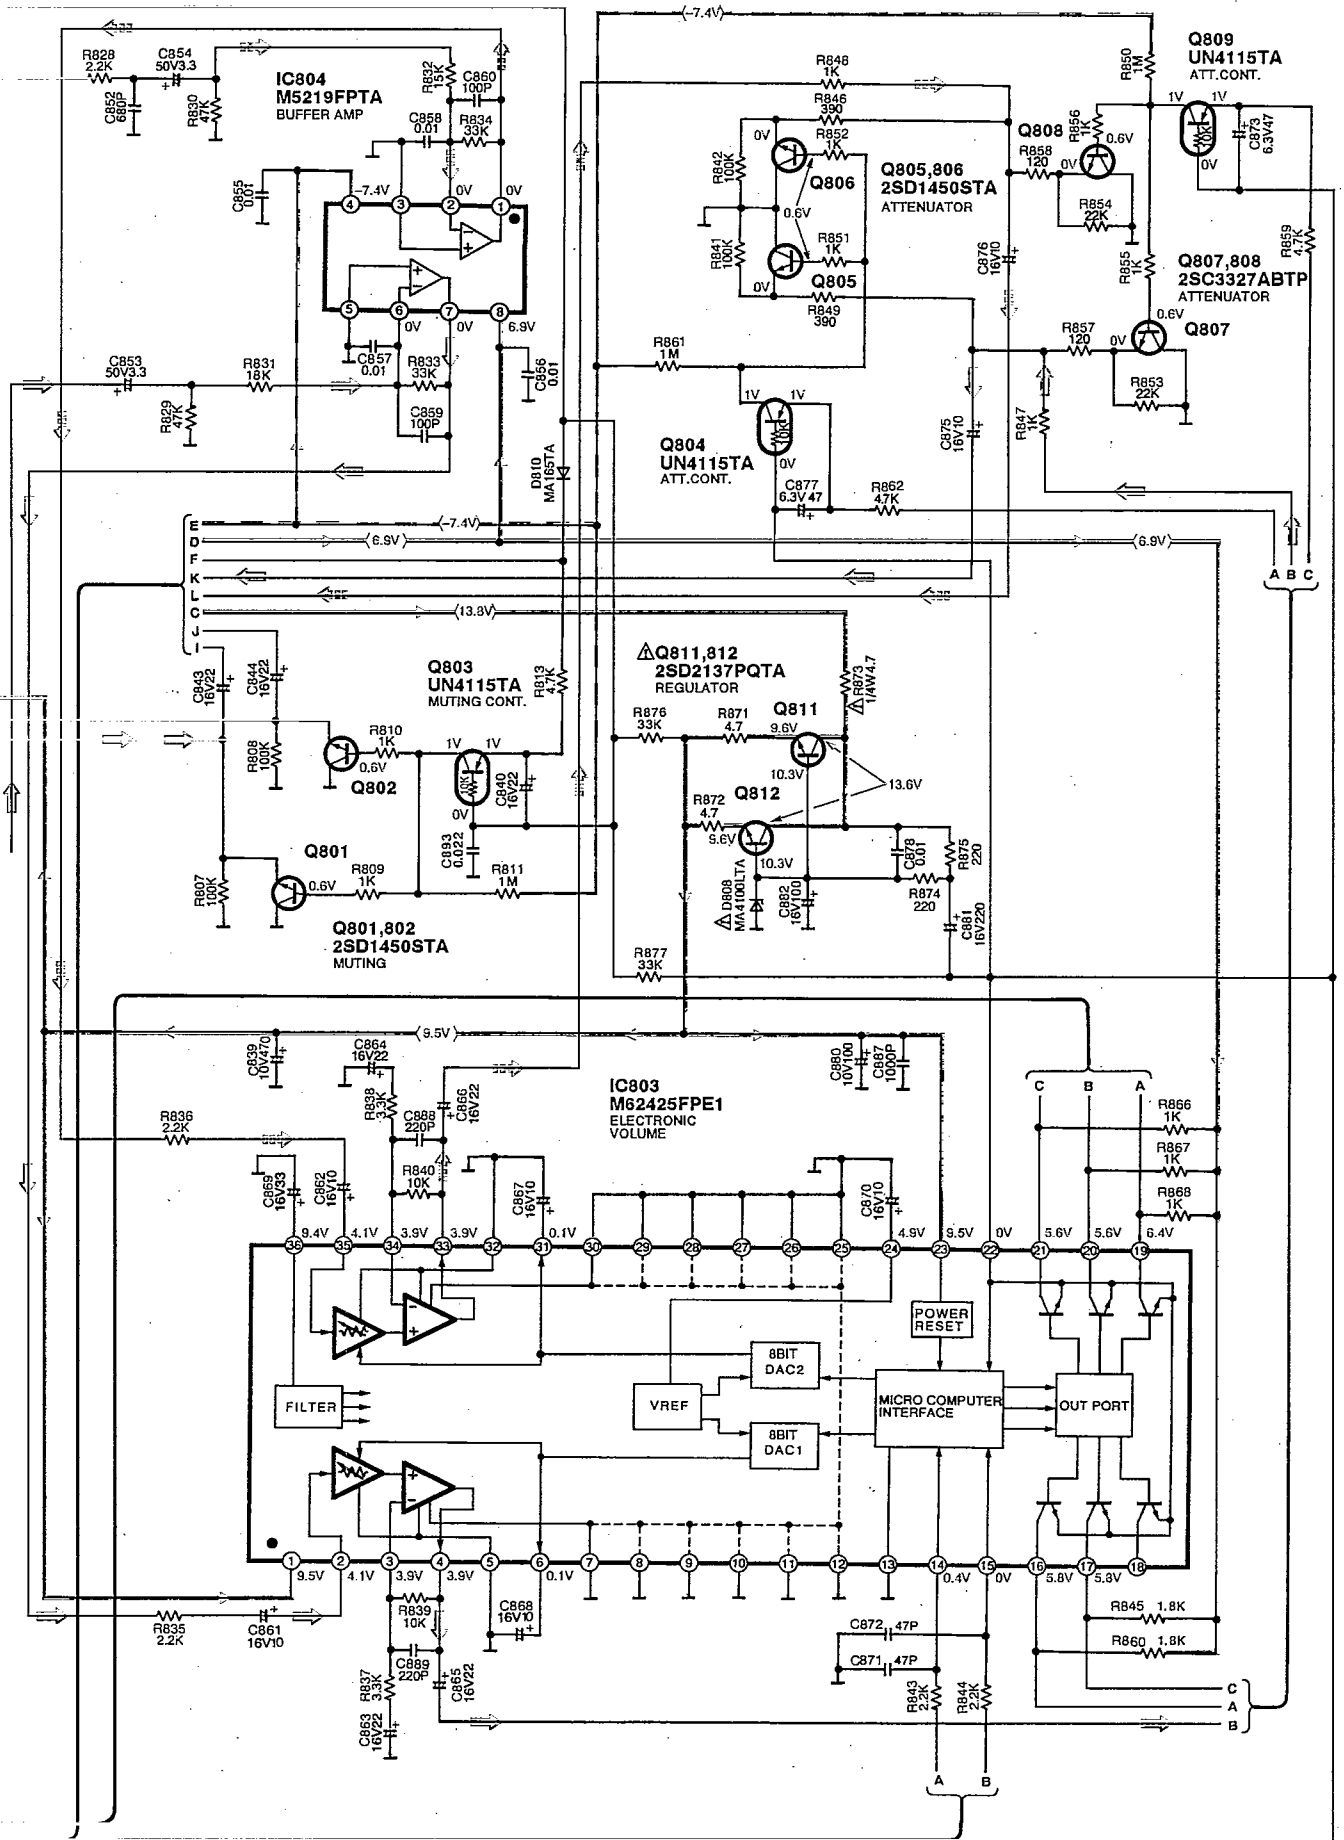 (-7.4V)
R828
2.2K
C854
50V3.3
C852
680P
R830
47K
IC804
M5219FPTA
BUFFER AMP
R832
15K
C860
100P
C858
0.01
R834
33K
C855
0.01
-7.4V
0V
0V
4
3
2
1
5
6
7
8
0V
0V
6.9V
C857
0.01
R833
33K
C856
0.01
C859
100P
C853
50V3.3
R831
18K
R829
47K
D810
MA165TA
R848
1K
R846
390
R852
1K
0V
R842
100K
Q806
0.6V
R841
100K
R851
1K
Q805
0V
R849
390
Q805,806
2SD1450STA
ATTENUATOR
Q808
R858
120
0V
R856
1K
0.6V
R854
22K
R850
1M
Q809
UN4115TA
ATT.CONT.
1V
1V
10K
0V
C873
6.3V47
R859
4.7K
C876
16V10
R855
1K
Q807,808
2SC3327ABTP
ATTENUATOR
0.6V
Q807
R857
120
0V
R853
22K
R847
1K
C875
16V10
R861
1M
1V
1V
10K
0V
Q804
UN4115TA
ATT.CONT.
C877
6.3V 47
R862
4.7K
E
D
F
K
L
C
J
I
(-7.4V)
(6.9V)
(6.9V)
(13.8V)
A B C
C843
16V22
C844
16V22
R808
100K
Q803
UN4115TA
MUTING CONT.
R813
4.7K
R810
1K
0.6V
Q802
1V
1V
10K
0V
C840
16V22
C893
0.022
Q801
0.6V
R809
1K
R811
1M
R807
100K
Q801,802
2SD1450STA
MUTING
⚠Q811,812
2SD2137PQTA
REGULATOR
⚠R873
1/4W4.7
R876
33K
R871
4.7
9.6V
Q811
10.3V
13.6V
R872
4.7
9.6V
Q812
10.3V
⚠D808
MA4100LTA
C882
16V100
C878
0.01
R875
220
R874
220
C881
16V220
R877
33K
(9.5V)
C839
10V470
C864
16V22
R838
3.3K
C888
220P
C866
16V22
R840
10K
IC803
M62425FPE1
ELECTRONIC
VOLUME
C880
10V100
C887
1000P
C B A
R866
1K
R867
1K
R868
1K
R836
2.2K
C869
16V33
C862
16V10
C867
16V10
C870
16V10
9.4V
4.1V
3.9V
3.9V
0.1V
4.9V
9.5V
0V
5.6V
5.6V
6.4V
36 35 34 33 32 31 30 29 28 27 26 25 24 23 22 21 20 19
POWER
RESET
8BIT
DAC2
FILTER
VREF
MICRO COMPUTER
INTERFACE
OUT PORT
8BIT
DAC1
1 2 3 4 5 6 7 8 9 10 11 12 13 14 15 16 17 18
9.5V
4.1V
3.9V
3.9V
0.1V
0.4V
0V
5.8V
5.8V
R835
2.2K
C861
16V10
R839
10K
C889
220P
R837
3.3K
C865
16V22
C863
16V22
C868
16V10
C872
47P
C871
47P
R843
2.2K
R844
2.2K
R845
1.8K
R860
1.8K
C
A
B
A B